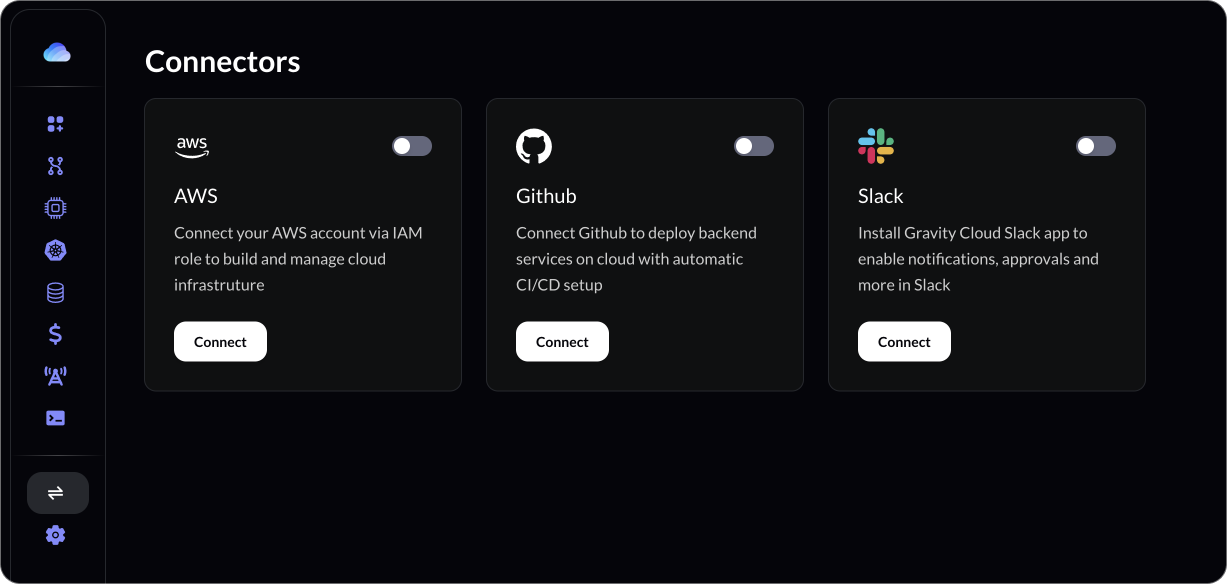 Connectors
aws
AWS
Connect your AWS account via IAM
role to build and manage cloud
infrastruture
Connect
Github
Connect Github to deploy backend
services on cloud with automatic
CI/CD setup
Connect
Slack
Install Gravity Cloud Slack app to
enable notifications, approvals and
more in Slack
Connect